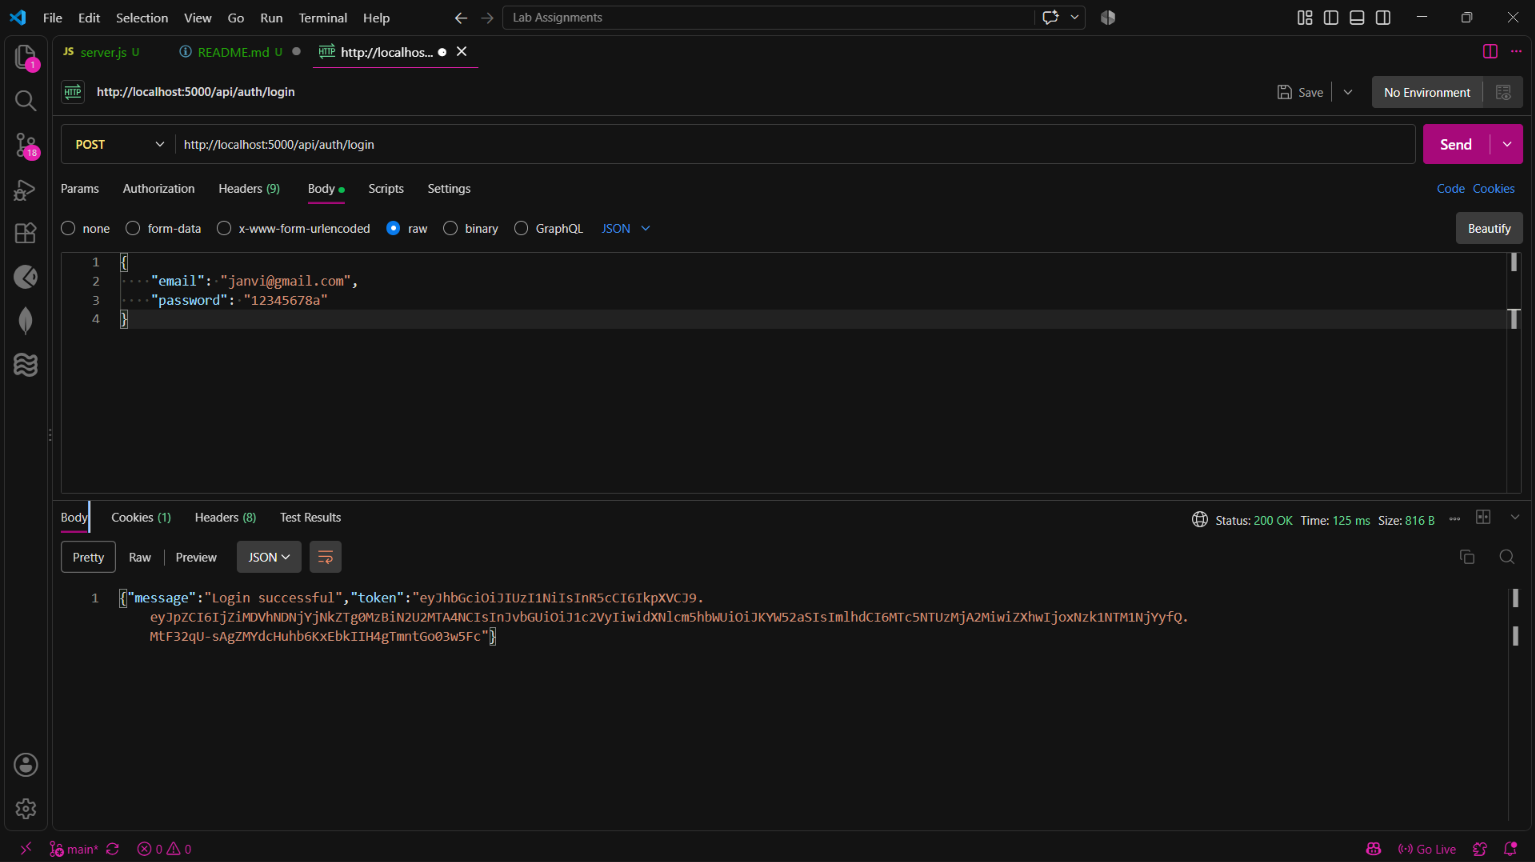 File Edit Selection View Go Run Terminal Help Lab Assignments
JS server.js U README.md U http://localhos...
HTTP http://localhost:5000/api/auth/login Save No Environment
POST http://localhost:5000/api/auth/login Send
Params Authorization Headers (9) Body Scripts Settings Code Cookies
none form-data x-www-form-urlencoded raw binary GraphQL JSON Beautify
1 {
2 "email": "janvi@gmail.com",
3 "password": "12345678a"
4 }
Body Cookies (1) Headers (8) Test Results Status: 200 OK Time: 125 ms Size: 816 B
Pretty Raw Preview JSON
1 {"message":"Login successful","token":"eyJhbGciOiJIUzI1NiIsInR5cCI6IkpXVCJ9.
eyJpZCI6IjZiMDVhNDNjYjNkZTg0MzBiN2U2MTA4NCIsInJvbGUiOiJ1c2VyIiwidXNlcm5hbWUiOiJKYW52aSIsImlhdCI6MTc5NTUzMjA2MiwiZXhwIjoxNzk1NTM1NjYyfQ.
MtF32qU-sAgZMYdcHuhb6KxEbkIIH4gTmntGo03w5Fc"}
1
18
main* 0 0 Go Live